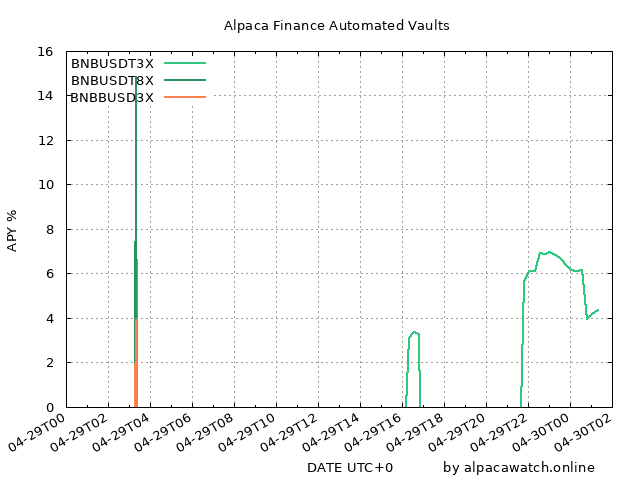 Alpaca Finance Automated Vaults
16
14
12
10
8
6
4
2
0
APY %
BNBUSDT3X
BNBUSDT8X
BNBBUSD3X
04-29T00
04-29T02
04-29T04
04-29T06
04-29T08
04-29T10
04-29T12
04-29T14
04-29T16
04-29T18
04-29T20
04-29T22
04-30T00
04-30T02
DATE UTC+0 by alpacawatch.online